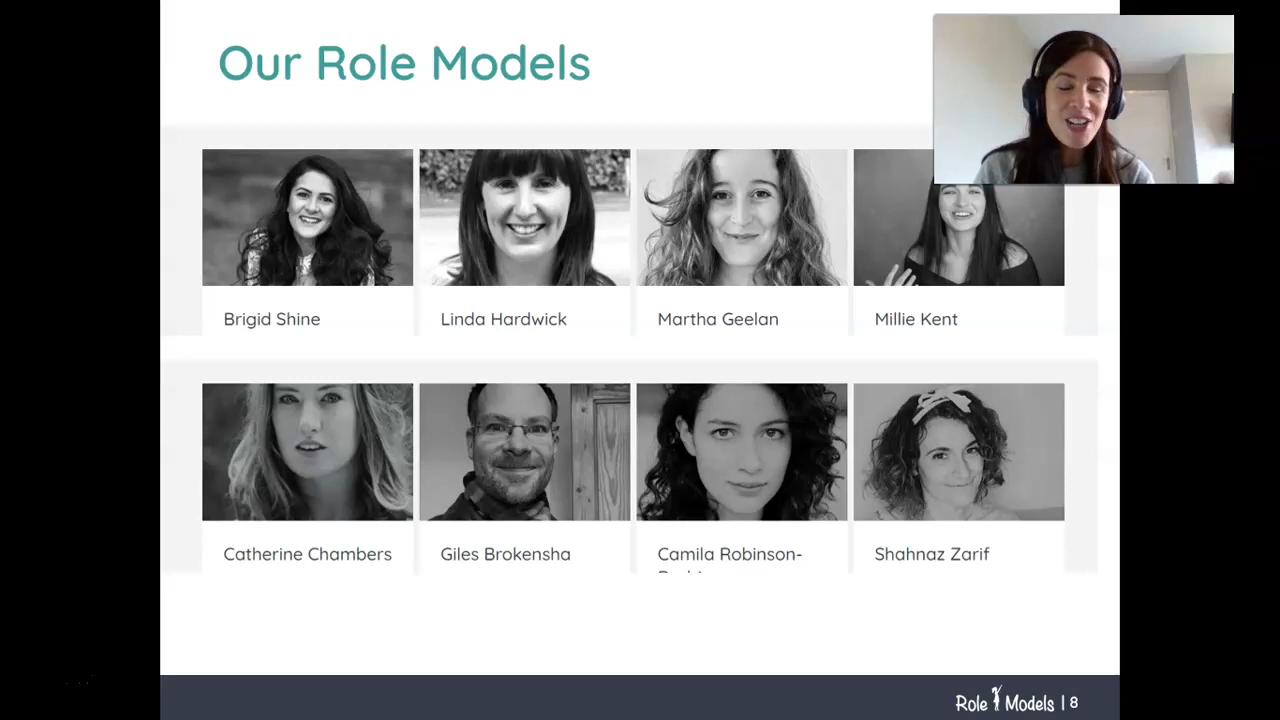 Our Role Models
Brigid Shine
Linda Hardwick
Martha Geelan
Millie Kent
Catherine Chambers
Giles Brokensha
Camila Robinson-
Shahnaz Zarif
Role Models | 8